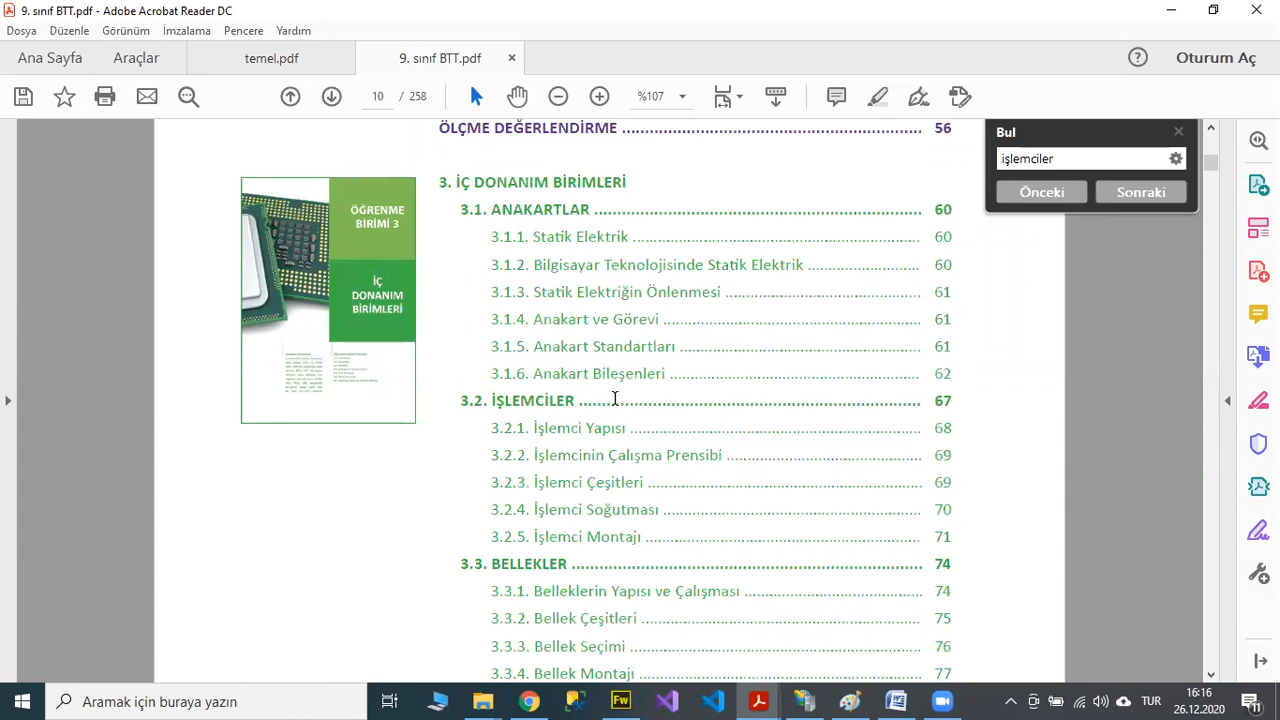 9. sınıf BTT.pdf - Adobe Acrobat Reader DC
Dosya Düzenle Görünüm İmzalama Pencere Yardım
Ana Sayfa Araçlar temel.pdf 9. sınıf BTT.pdf × Oturum Aç
10 / 258 %107
ÖLÇME DEĞERLENDİRME ........ 56
Bul
işlemciler
Önceki Sonraki
ÖĞRENME
BİRİMİ 3
İÇ
DONANIM
BİRİMLERİ
3. İÇ DONANIM BİRİMLERİ
3.1. ANAKARTLAR ........ 60
3.1.1. Statik Elektrik ........ 60
3.1.2. Bilgisayar Teknolojisinde Statik Elektrik ........ 60
3.1.3. Statik Elektriğin Önlenmesi ........ 61
3.1.4. Anakart ve Görevi ........ 61
3.1.5. Anakart Standartları ........ 61
3.1.6. Anakart Bileşenleri ........ 62
3.2. İŞLEMCİLER ........ 67
3.2.1. İşlemci Yapısı ........ 68
3.2.2. İşlemcinin Çalışma Prensibi ........ 69
3.2.3. İşlemci Çeşitleri ........ 69
3.2.4. İşlemci Soğutması ........ 70
3.2.5. İşlemci Montajı ........ 71
3.3. BELLEKLER ........ 74
3.3.1. Belleklerin Yapısı ve Çalışması ........ 74
3.3.2. Bellek Çeşitleri ........ 75
3.3.3. Bellek Seçimi ........ 76
3.3.4. Bellek Montajı ........ 77
Aramak için buraya yazın
Fw
TUR
16:16
26.12.2020
11